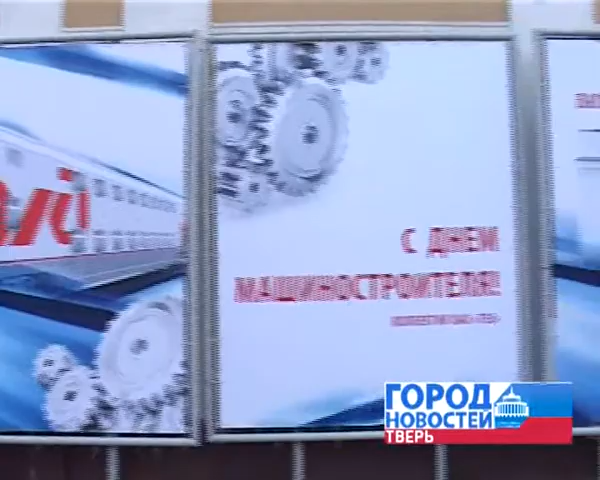 С ДНЕМ
МАШИНОСТРОИТЕЛЯ!
ГОРОД
НОВОСТЕЙ
ТВЕРЬ